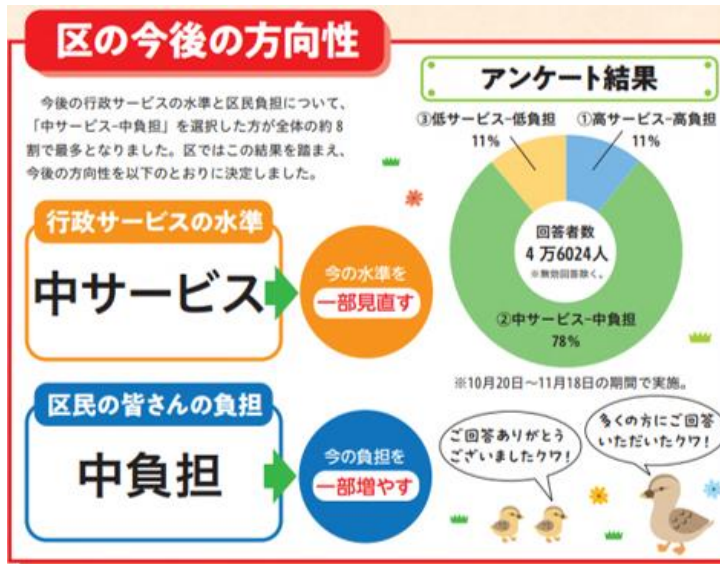 区の今後の方向性
今後の行政サービスの水準と区民負担について、
「中サービス-中負担」を選択した方が全体の約8
割で最多となりました。区ではこの結果を踏まえ、
今後の方向性を以下のとおりに決定しました。
行政サービスの水準
中サービス
今の水準を
一部見直す
区民の皆さんの負担
中負担
今の負担を
一部増やす
アンケート結果
③低サービス-低負担
11%
①高サービス-高負担
11%
回答者数
4万6024人
※無効回答除く。
②中サービス-中負担
78%
※10月20日~11月18日の期間で実施。
ご回答ありがとう
ございましたクワ!
多くの方にご回答
いただいたクワ!